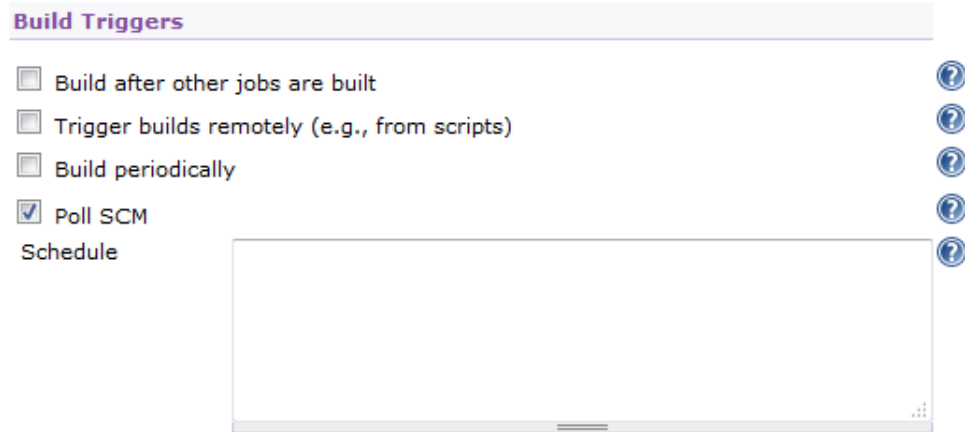 Build Triggers
Build after other jobs are built
Trigger builds remotely (e.g., from scripts)
Build periodically
Poll SCM
Schedule